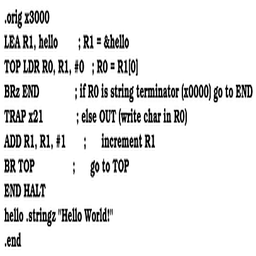 .orig x3000
LEA R1, hello ; R1 = &hello
TOP LDR R0, R1, #0 ; R0 = R1[0]
BRz END ; if R0 is string terminator (x0000) go to END
TRAP x21 ; else OUT (write char in R0)
ADD R1, R1, #1 ; increment R1
BR TOP ; go to TOP
END HALT
hello .stringz "Hello World!"
.end